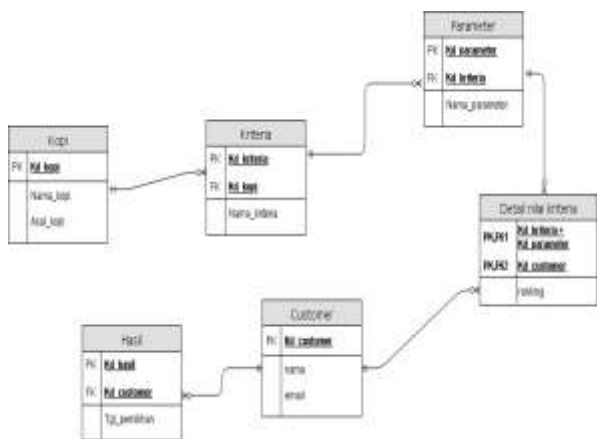 Parameter
PK Kd_parameter
FK Kd_kriteria
Nama_parameter
Kopi
PK Kd_kopi
Nama_kopi
Asal_kopi
Kriteria
PK Kd_kriteria
FK Kd_kopi
Nama_kriteria
Detail nilai kriteria
PK,FK1 Kd_kriteria +
Kd_parameter
PK,FK2 Kd_customer
ranking
Customer
PK Kd_customer
nama
email
Hasil
PK Kd_hasil
FK Kd_customer
Tgl_pemilihan